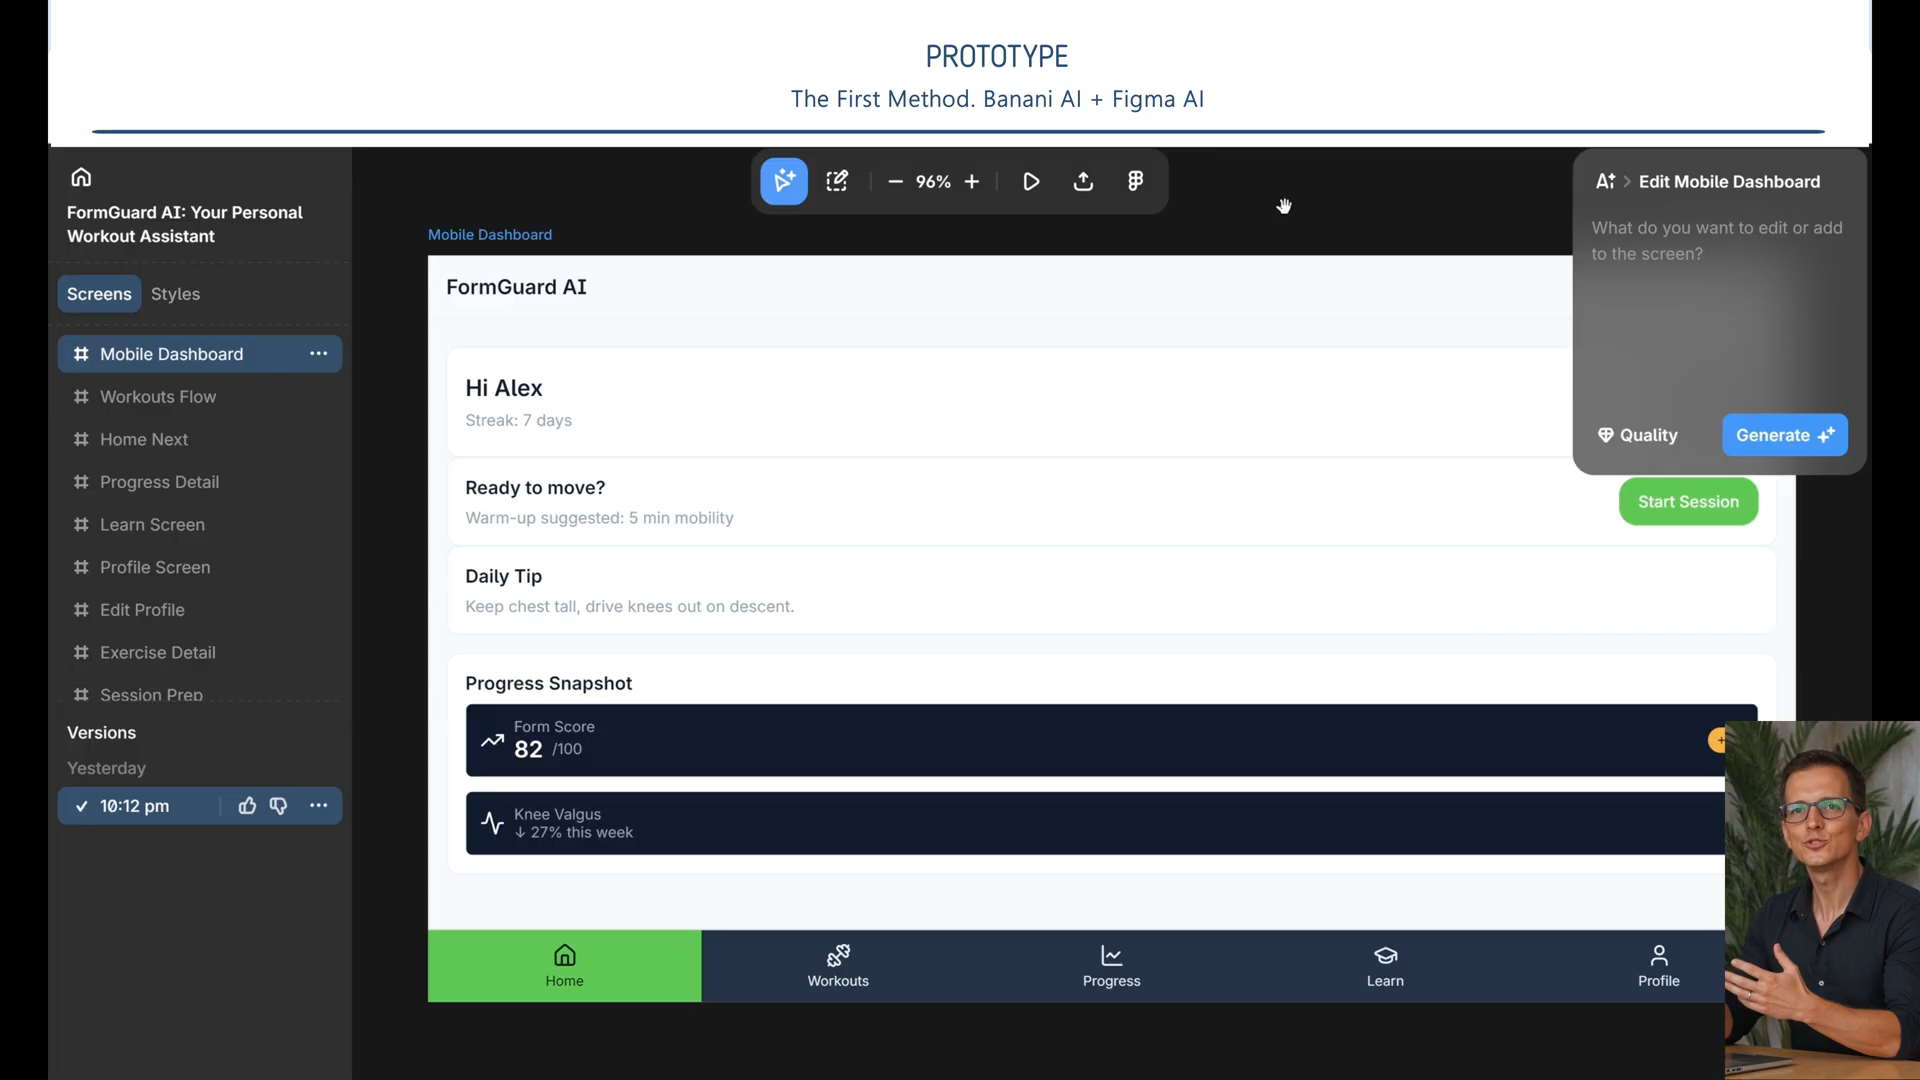 PROTOTYPE
The First Method. Banani AI + Figma AI
FormGuard AI: Your Personal
Workout Assistant
Screens
Styles
Mobile Dashboard
Workouts Flow
Home Next
Progress Detail
Learn Screen
Profile Screen
Edit Profile
Exercise Detail
Session Prep
Versions
Yesterday
10:12 pm
96%
Mobile Dashboard
FormGuard AI
Hi Alex
Streak: 7 days
Ready to move?
Warm-up suggested: 5 min mobility
Start Session
Daily Tip
Keep chest tall, drive knees out on descent.
Progress Snapshot
Form Score
82 /100
Knee Valgus
↓ 27% this week
Home
Workouts
Progress
Learn
Profile
Edit Mobile Dashboard
What do you want to edit or add
to the screen?
Quality
Generate